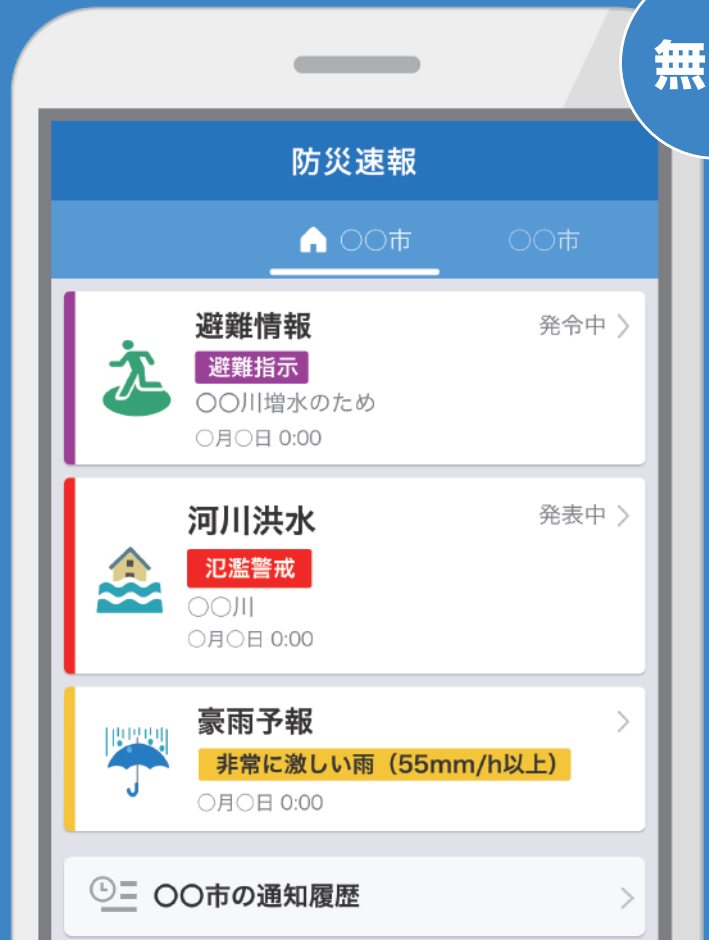 無
防災速報
○○市 ○○市
避難情報 発令中
避難指示
○○川増水のため
○月○日 0:00
河川洪水 発表中
氾濫警戒
○○川
○月○日 0:00
豪雨予報
非常に激しい雨（55mm/h以上）
○月○日 0:00
○○市の通知履歴